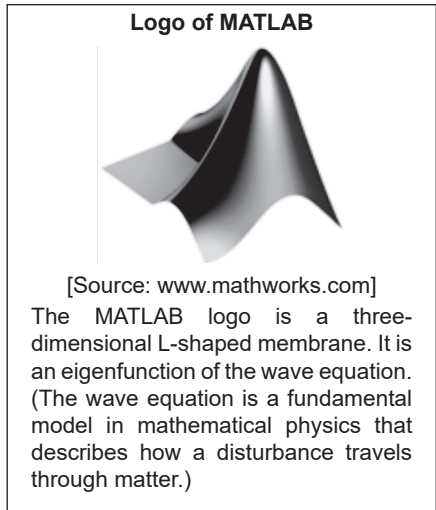 Logo of MATLAB
[Source: www.mathworks.com]
The MATLAB logo is a three-
dimensional L-shaped membrane. It is
an eigenfunction of the wave equation.
(The wave equation is a fundamental
model in mathematical physics that
describes how a disturbance travels
through matter.)